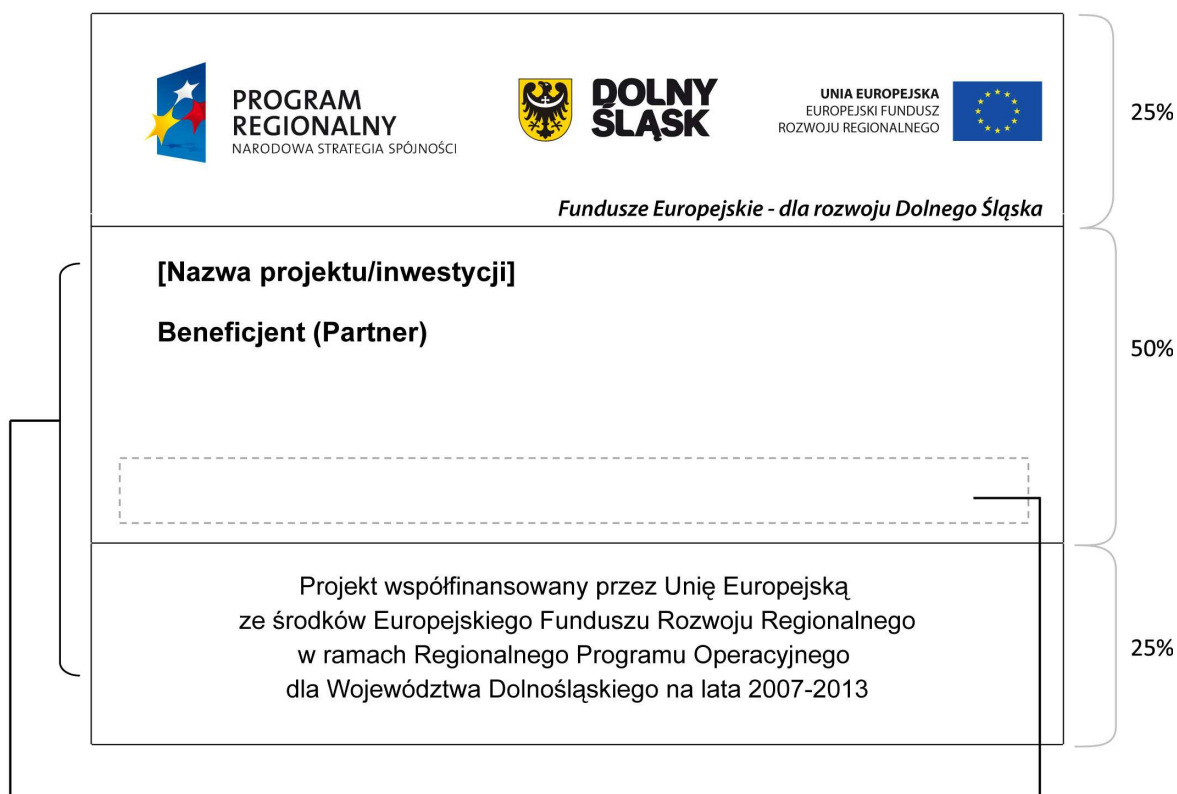 PROGRAM
REGIONALNY
NARODOWA STRATEGIA SPÓJNOŚCI
DOLNY
ŚLĄSK
UNIA EUROPEJSKA
EUROPEJSKI FUNDUSZ
ROZWOJU REGIONALNEGO
25%
Fundusze Europejskie - dla rozwoju Dolnego Śląska
[Nazwa projektu/inwestycji]
Beneficjent (Partner)
50%
Projekt współfinansowany przez Unię Europejską
ze środków Europejskiego Funduszu Rozwoju Regionalnego
w ramach Regionalnego Programu Operacyjnego
dla Województwa Dolnośląskiego na lata 2007-2013
25%